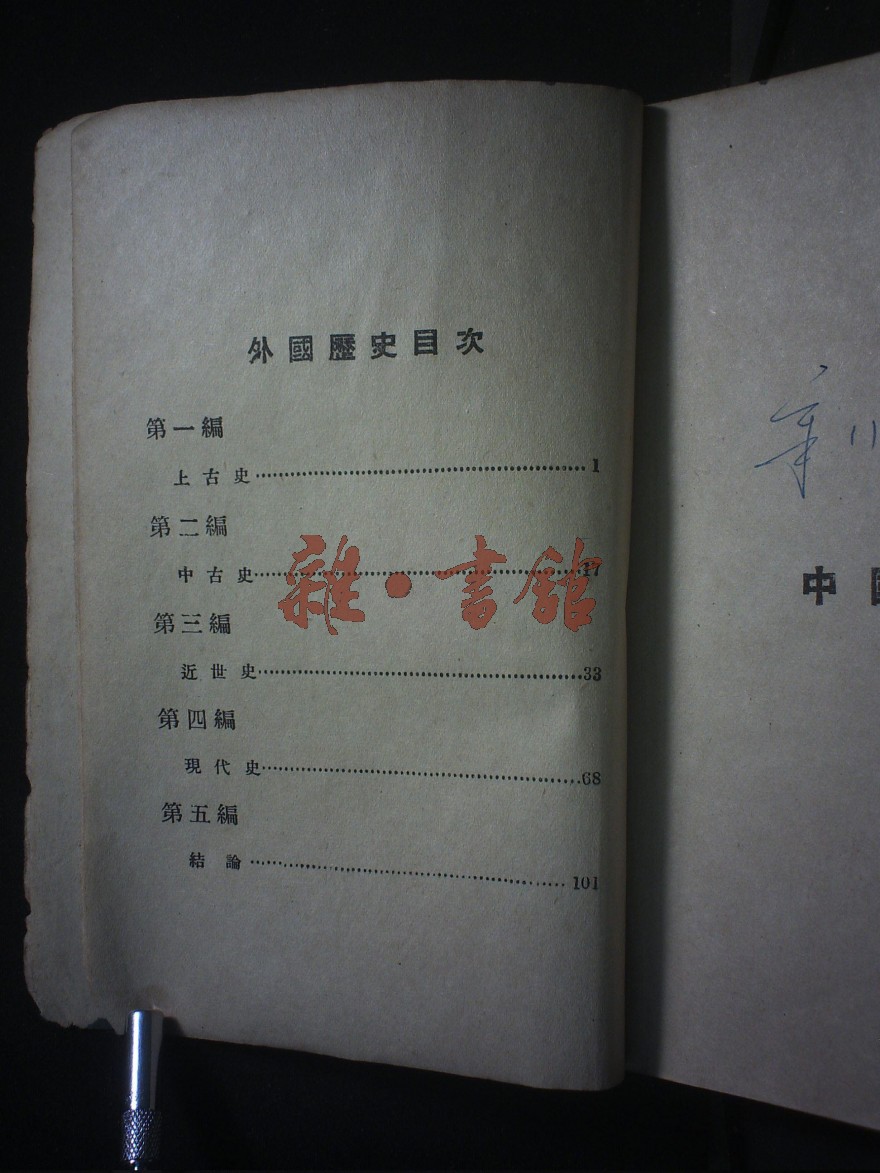 外國歷史目次
第一編
上古史 1
第二編
中古史 17
第三編
近世史 33
第四編
現代史 68
第五編
結論 101
雜·書館
中